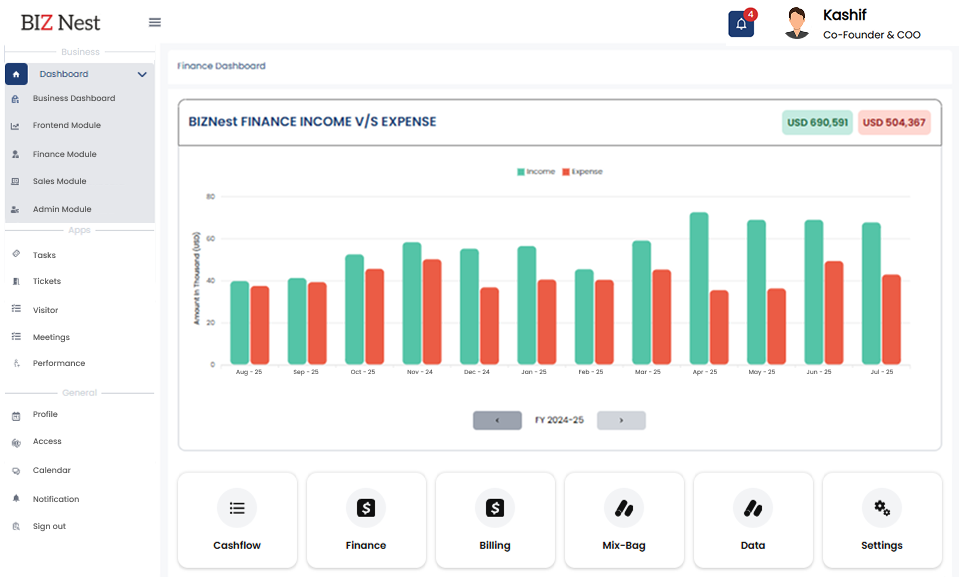 BIZ Nest
4
Kashif
Co-Founder & COO
Business
Dashboard
Business Dashboard
Frontend Module
Finance Module
Sales Module
Admin Module
Apps
Tasks
Tickets
Visitor
Meetings
Performance
General
Profile
Access
Calendar
Notification
Sign out
Finance Dashboard
BIZNest FINANCE INCOME V/S EXPENSE
USD 690,591 USD 504,367
Income Expense
Amount In Thousand (USD)
80
60
40
20
0
Aug - 25 Sep - 25 Oct - 25 Nov - 24 Dec - 24 Jan - 25 Feb - 25 Mar - 25 Apr - 25 May - 25 Jun - 25 Jul - 25
‹ FY 2024-25 ›
Cashflow Finance Billing Mix-Bag Data Settings